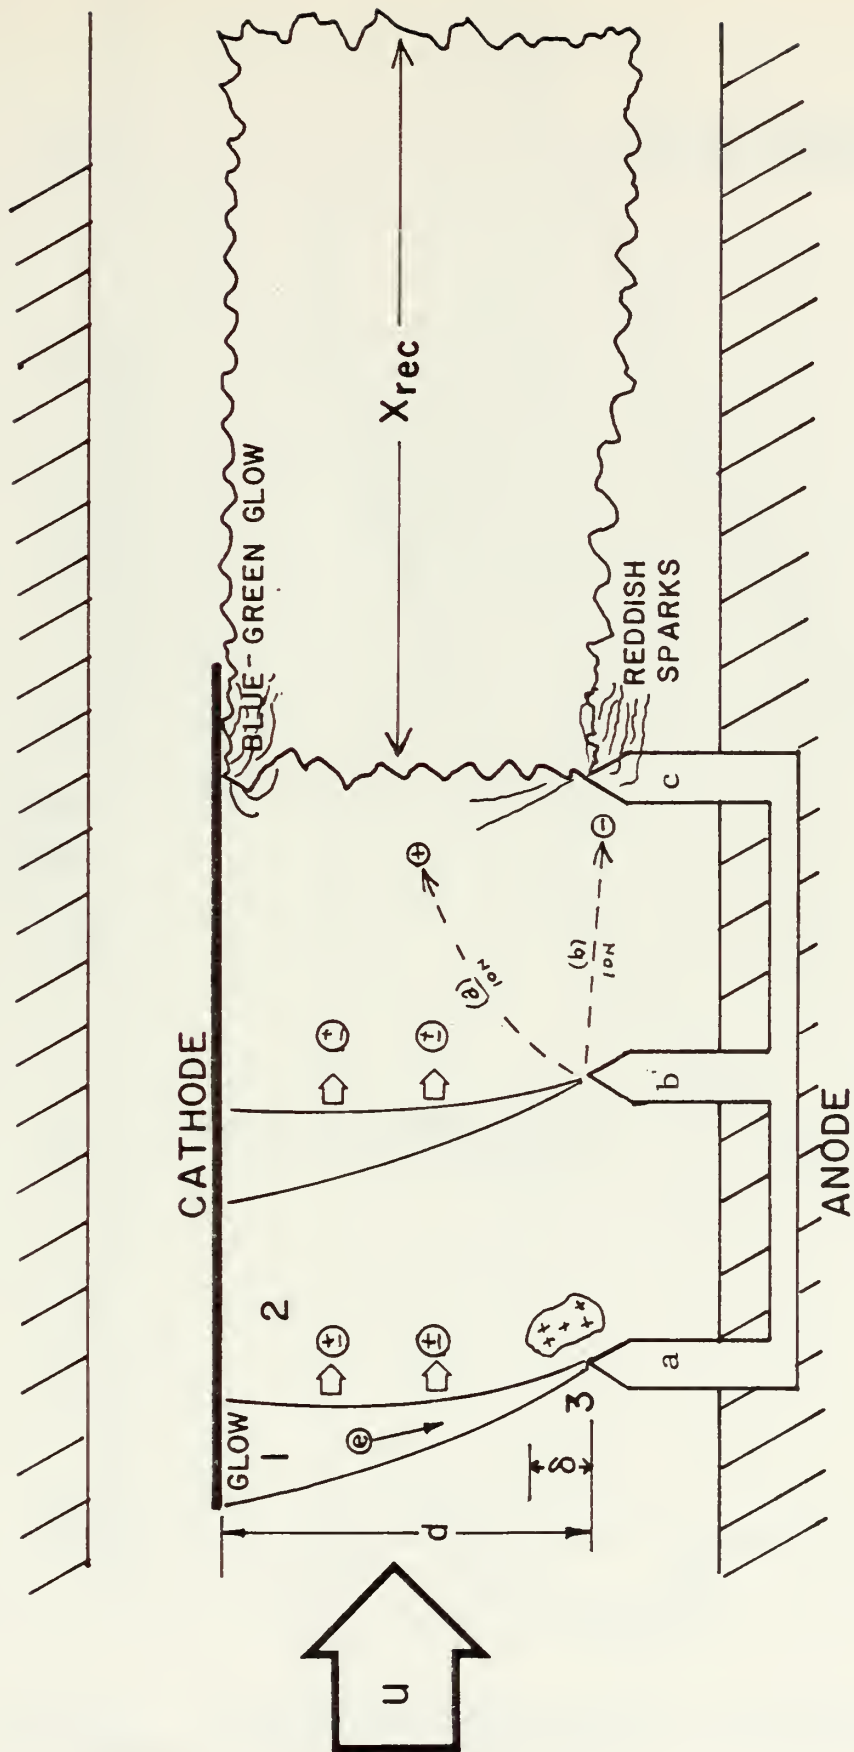 CATHODE
GLOW
1
2
3
e
±
±
±
±
+
-
(a)
ION
(b)
ION
d
δ
u
a
b
c
BLUE-GREEN GLOW
Xrec
REDDISH
SPARKS
+ + + + +
ANODE